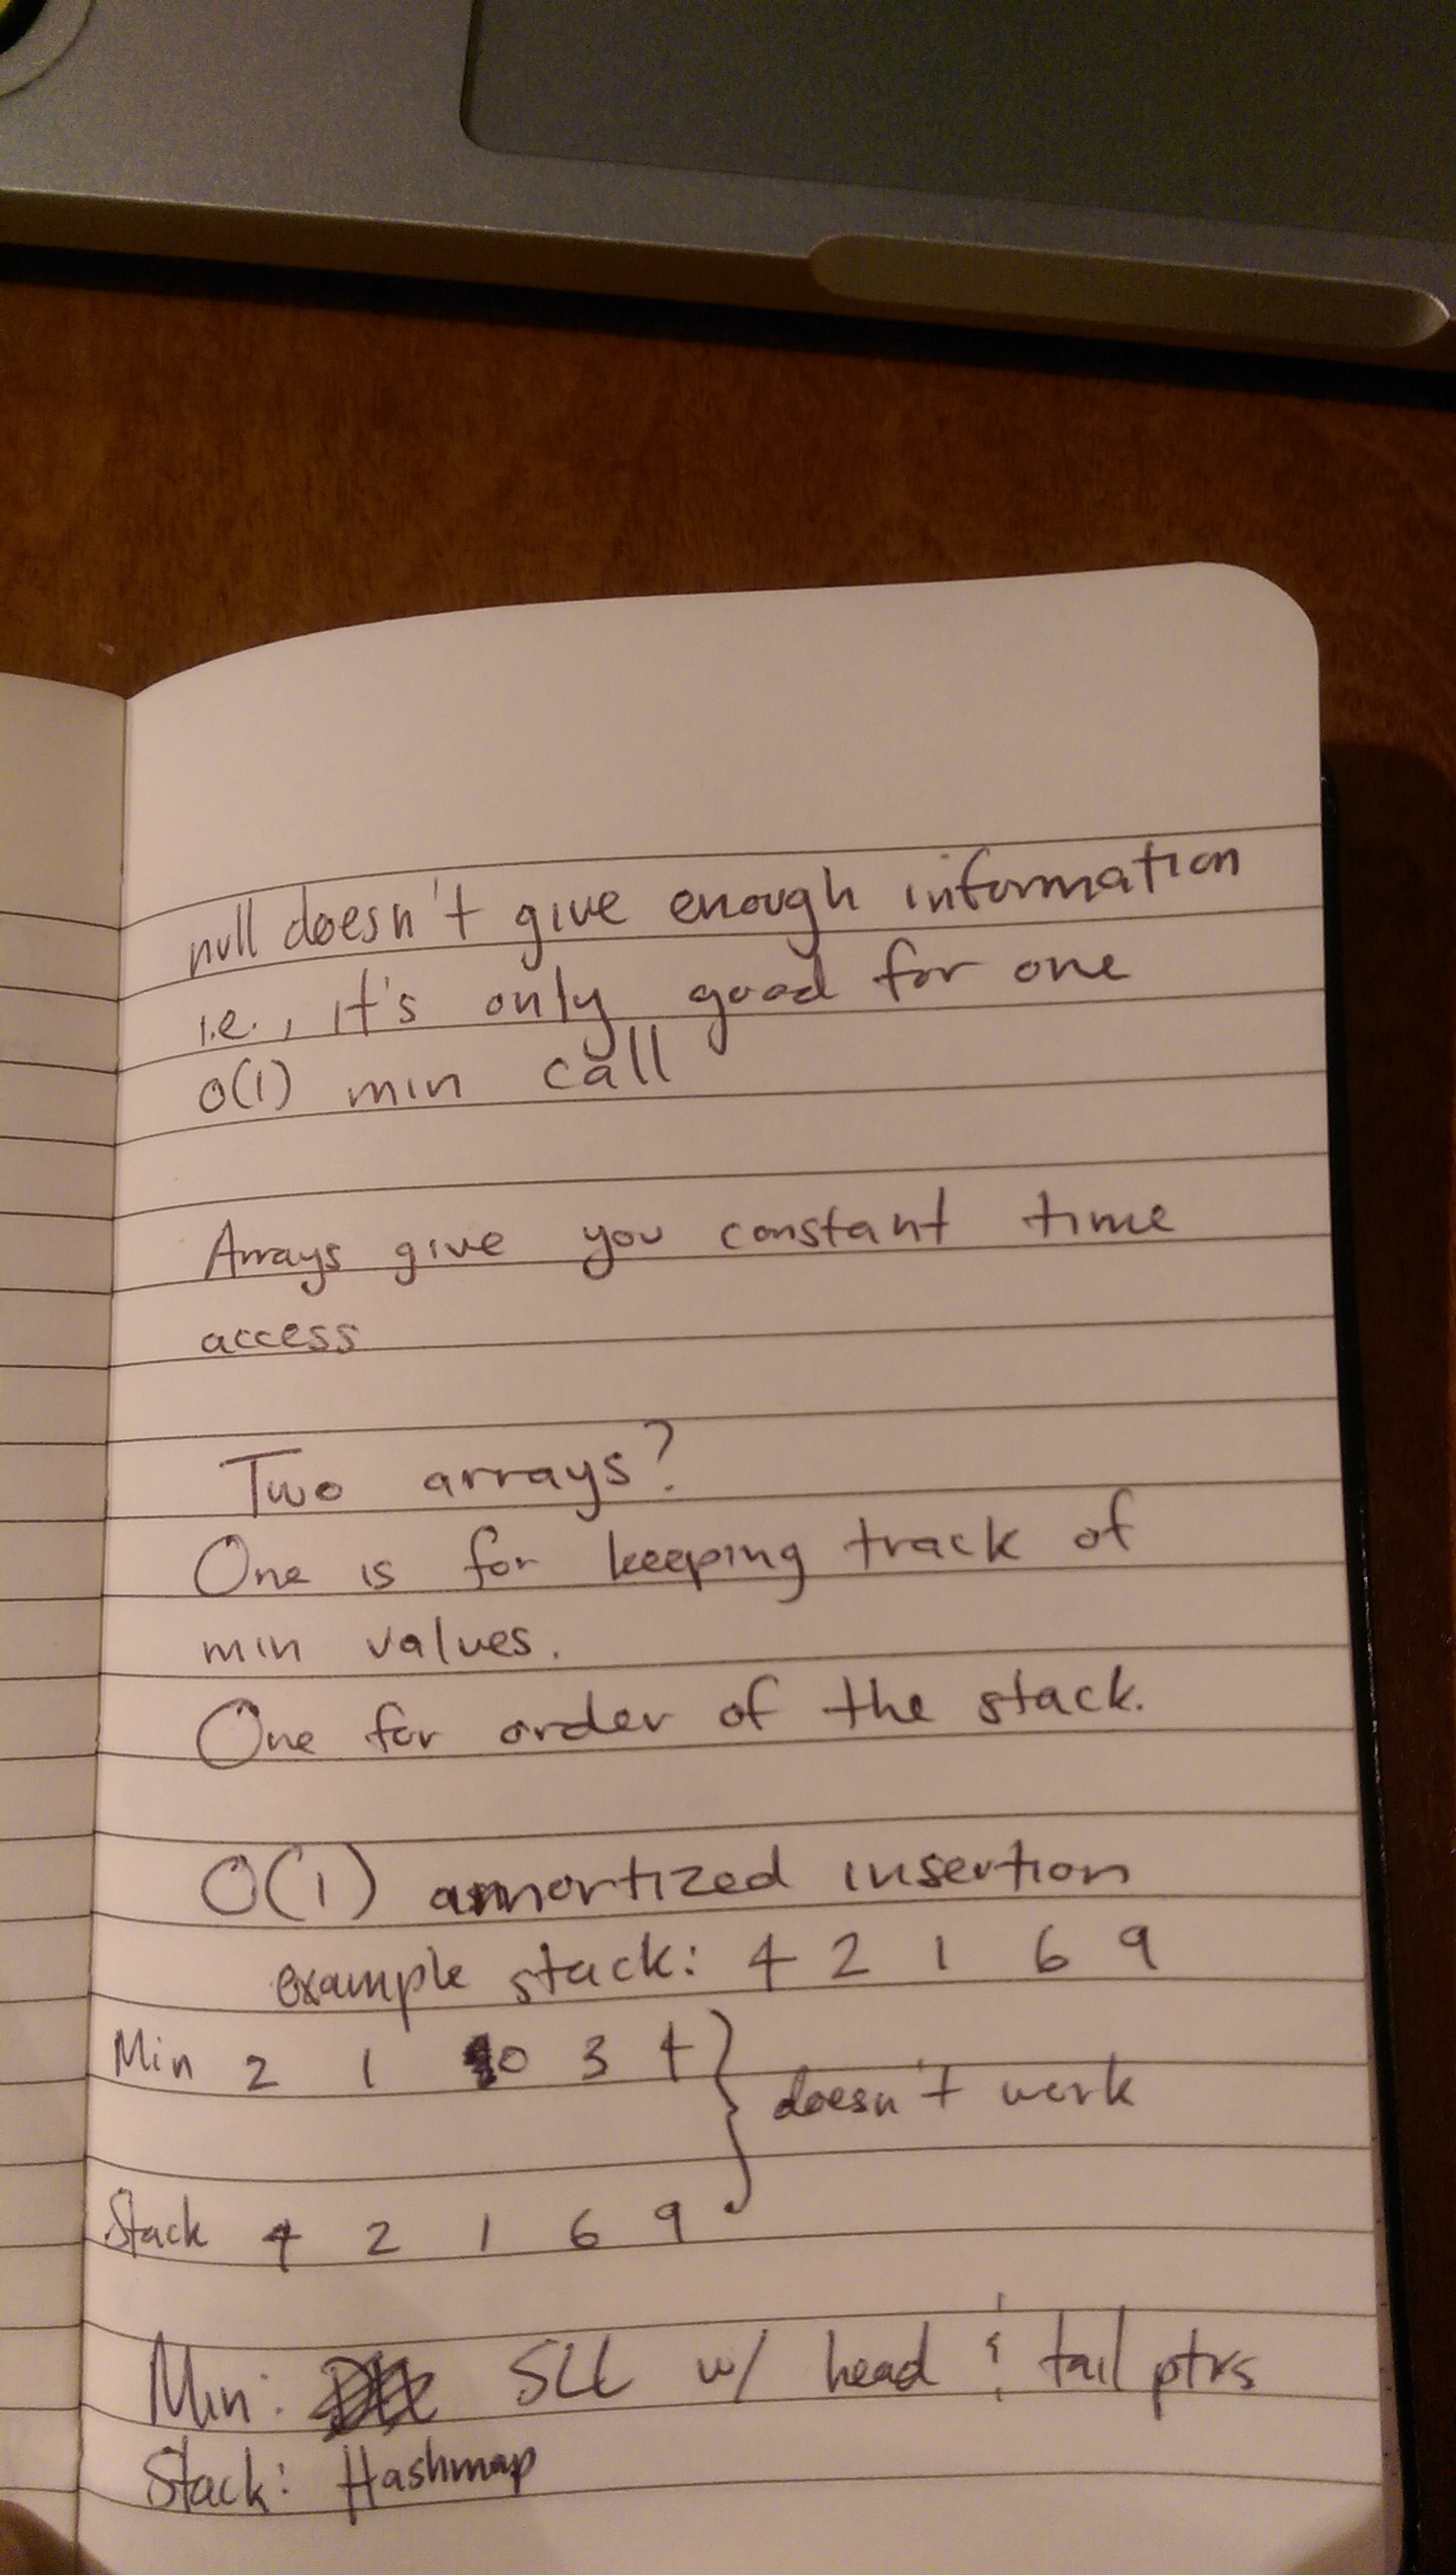 null doesn't give enough information
i.e., it's only good for one
O(1) min call
Arrays give you constant time
access
Two arrays?
One is for keeping track of
min values.
One for order of the stack.
O(1) amortized insertion
example stack: 4 2 1 6 9
Min 2 1 0 3 4
doesn't work
Stack 4 2 1 6 9
Min: SLL w/ head & tail ptrs
Stack: Hashmap